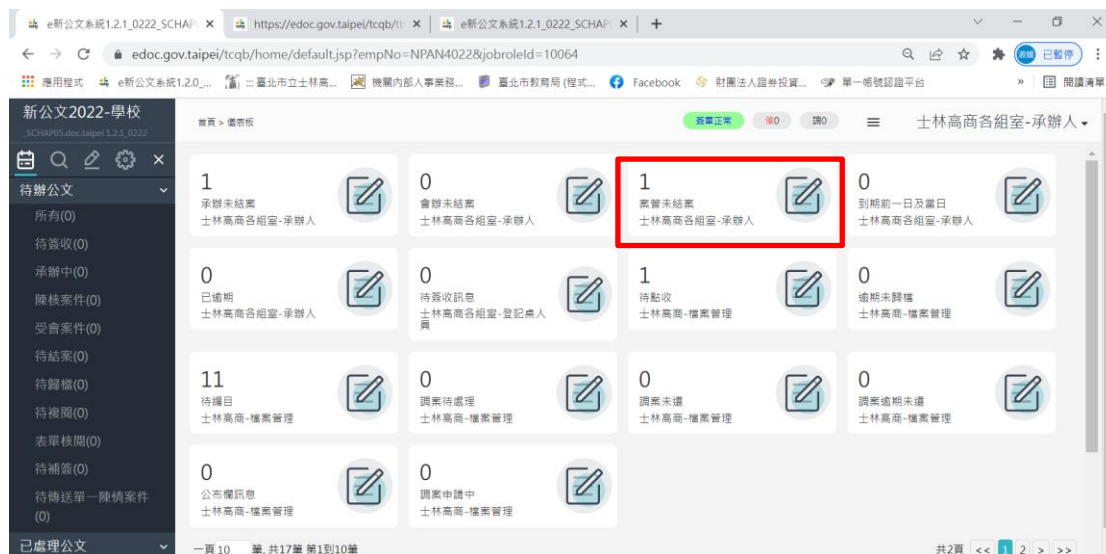 e新公文系統1.2.1_0222_SCHAP
https://edoc.gov.taipei/tcqb/tb
e新公文系統1.2.1_0222_SCHAP
edoc.gov.taipei/tcqb/home/default.jsp?empNo=NPAN4022&jobroleId=10064
已暫停
應用程式
e新公文系統1.2.0_...
::: 臺北市立士林高...
機關內部人事業務...
臺北市教育局 (程式...
Facebook
財團法人證券投資...
單一帳號認證平台
»
閱讀清單
新公文2022-學校
_SCHAP05.doc.taipei 1.2.1_0222
首頁 > 儀表板
簽章正常
調0
士林高商各組室-承辦人
待辦公文
所有(0)
待簽收(0)
承辦中(0)
陳核案件(0)
受會案件(0)
待結案(0)
待歸檔(0)
待複閱(0)
表單核閱(0)
待補簽(0)
待傳送單一陳情案件
(0)
已處理公文
1
承辦未結案
士林高商各組室-承辦人
0
會辦未結案
士林高商各組室-承辦人
1
案管未結案
士林高商各組室-承辦人
0
到期前一日及當日
士林高商各組室-承辦人
0
已逾期
士林高商各組室-承辦人
0
待簽收訊息
士林高商各組室-登記桌人
員
1
待點收
士林高商-檔案管理
0
逾期未歸檔
士林高商-檔案管理
11
待編目
士林高商-檔案管理
0
調案待處理
士林高商-檔案管理
0
調案未還
士林高商-檔案管理
0
調案逾期未還
士林高商-檔案管理
0
公布欄訊息
士林高商-檔案管理
0
調案申請中
士林高商-檔案管理
一頁 10 筆, 共17筆 第1到10筆
共2頁 << 1 2 > >>